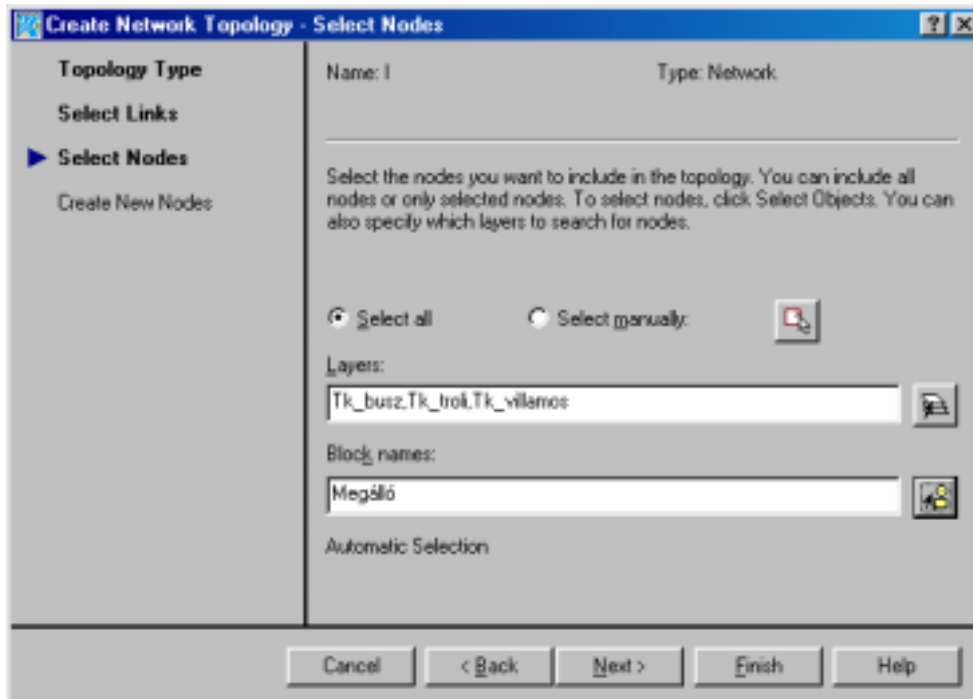 Create Network Topology - Select Nodes
Topology Type
Select Links
Select Nodes
Create New Nodes
Name: l
Type: Network
Select the nodes you want to include in the topology. You can include all
nodes or only selected nodes. To select nodes, click Select Objects. You can
also specify which layers to search for nodes.
Select all
Select manually:
Layers:
Tk_busz,Tk_troli,Tk_villamos
Block names:
Megálló
Automatic Selection
Cancel
< Back
Next >
Finish
Help